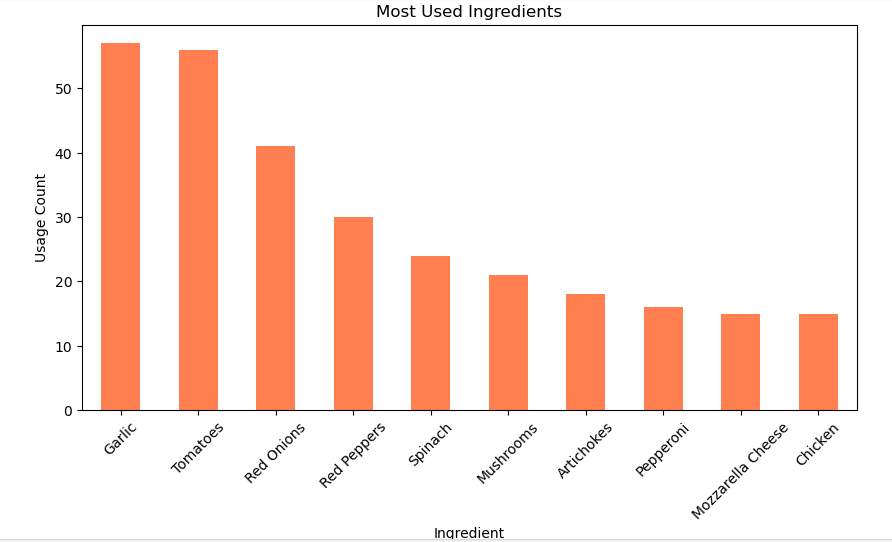 Most Used Ingredients
Usage Count
50
40
30
20
10
0
Garlic
Tomatoes
Red Onions
Red Peppers
Spinach
Mushrooms
Artichokes
Pepperoni
Mozzarella Cheese
Chicken
Ingredient